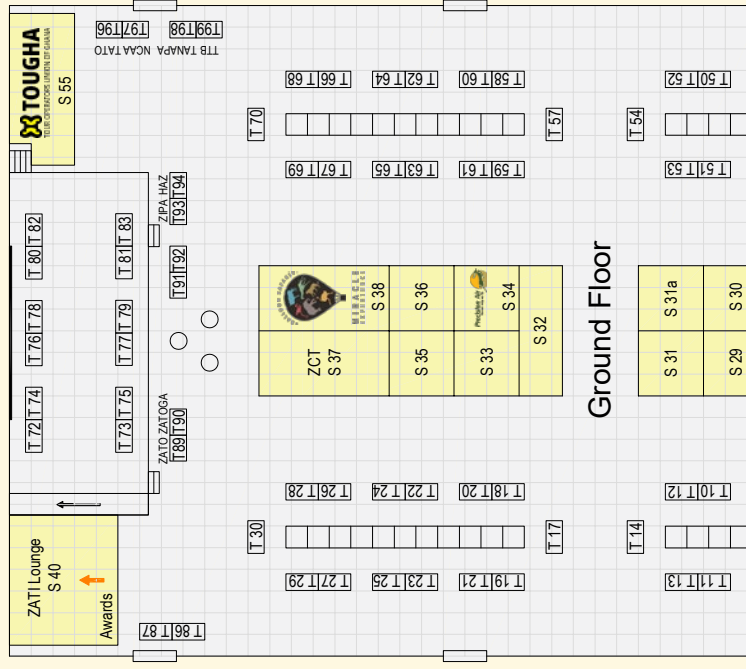 T96 T97 T98 T99
TATO NCAA TANAPA TTB
TOUGHA
TOUR OPERATORS UNION OF GHANA
S 55
T 68 T 66 T 64 T 62 T 60 T 58 T 52 T 50
T 70
T 57
T 54
T 69 T 67 T 65 T 63 T 61 T 59 T 53 T 51
ZIPA HAZ
T93 T94
T91 T92
T 80 T 82
T 81 T 83
T 76 T 78
T 77 T 79
T 72 T 74
T 73 T 75
ZATO ZATOGA
T89 T90
MIRACLE
EXPERIENCE
S 38
S 36
Precision Air
S 34
S 32
ZCT
S 37
S 35
S 33
Ground Floor
S 31a
S 30
S 31
S 29
T 28 T 26 T 24 T 22 T 20 T 18 T 12 T 10
T 30
T 17
T 14
T 29 T 27 T 25 T 23 T 21 T 19 T 13 T 11
ZATI Lounge
S 40
Awards
T 87 T 86